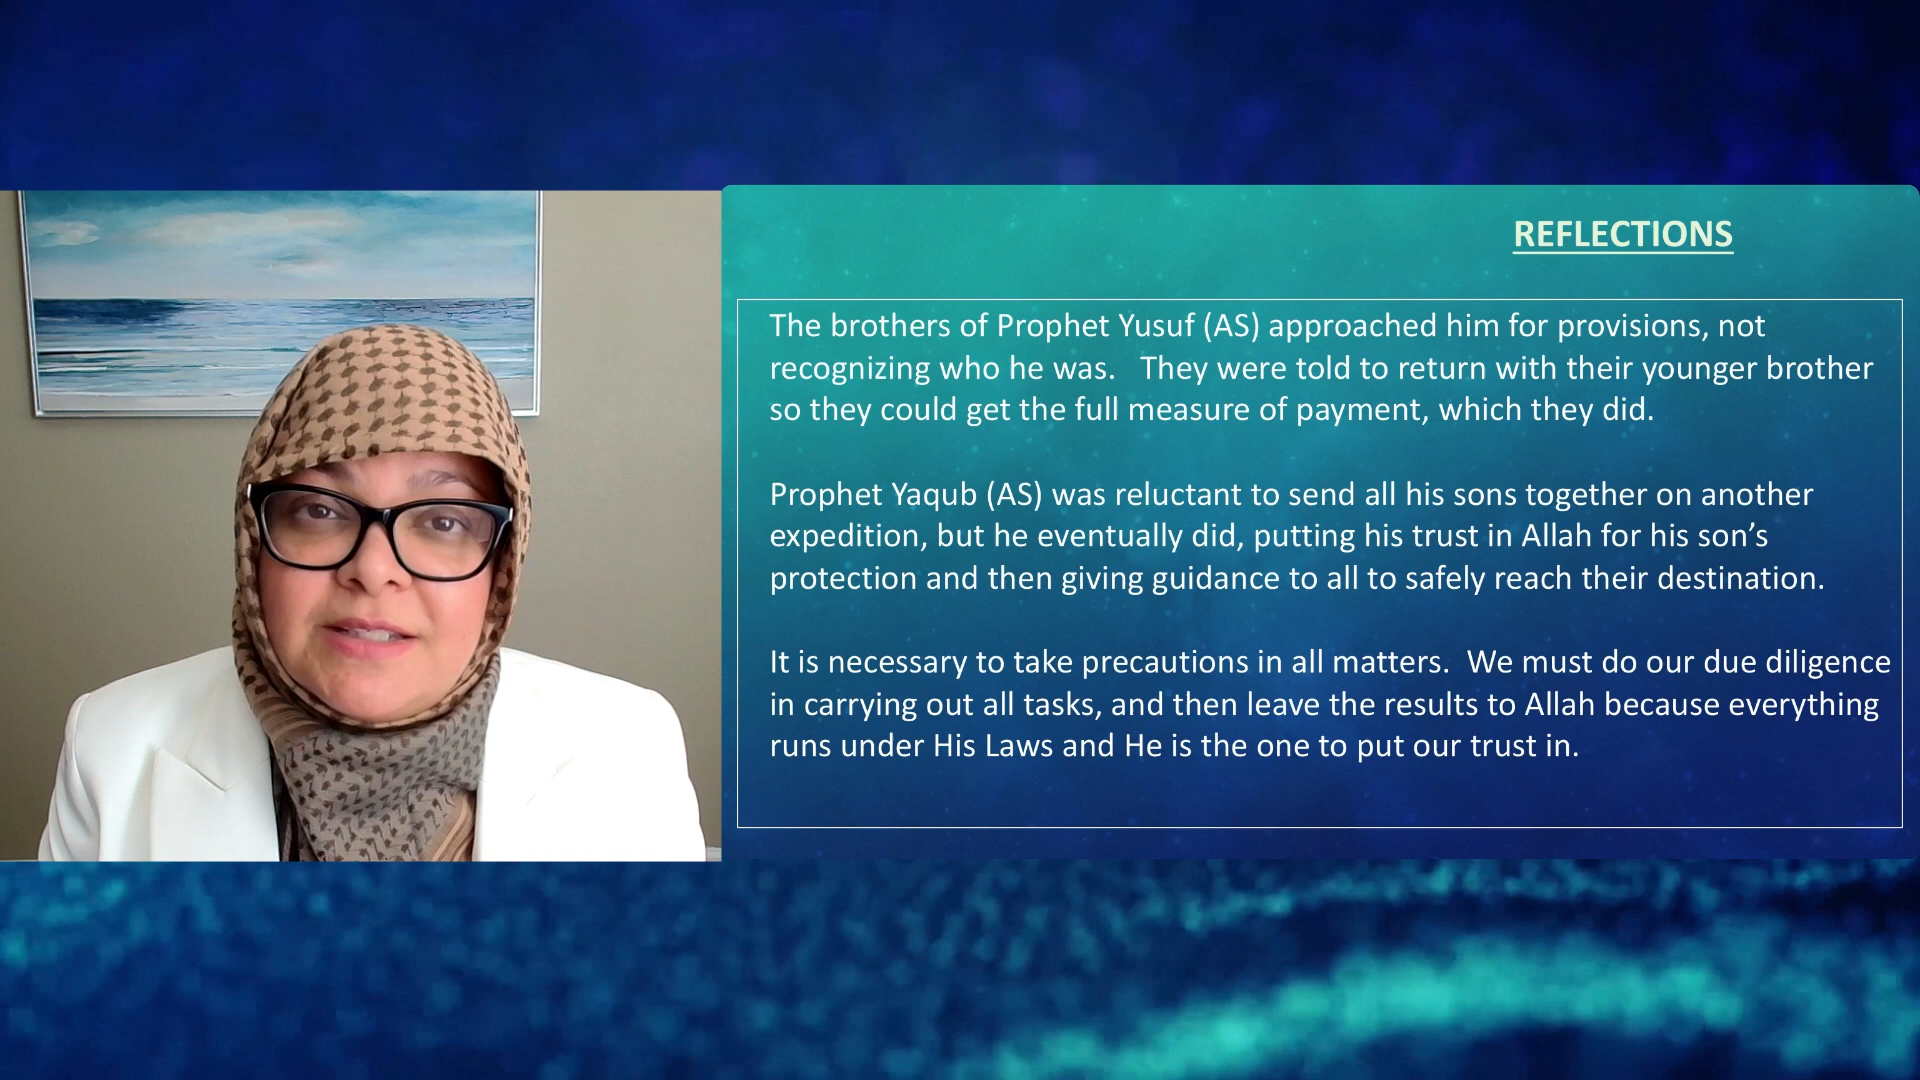 REFLECTIONS
The brothers of Prophet Yusuf (AS) approached him for provisions, not
recognizing who he was.   They were told to return with their younger brother
so they could get the full measure of payment, which they did.
Prophet Yaqub (AS) was reluctant to send all his sons together on another
expedition, but he eventually did, putting his trust in Allah for his son’s
protection and then giving guidance to all to safely reach their destination.
It is necessary to take precautions in all matters.  We must do our due diligence
in carrying out all tasks, and then leave the results to Allah because everything
runs under His Laws and He is the one to put our trust in.